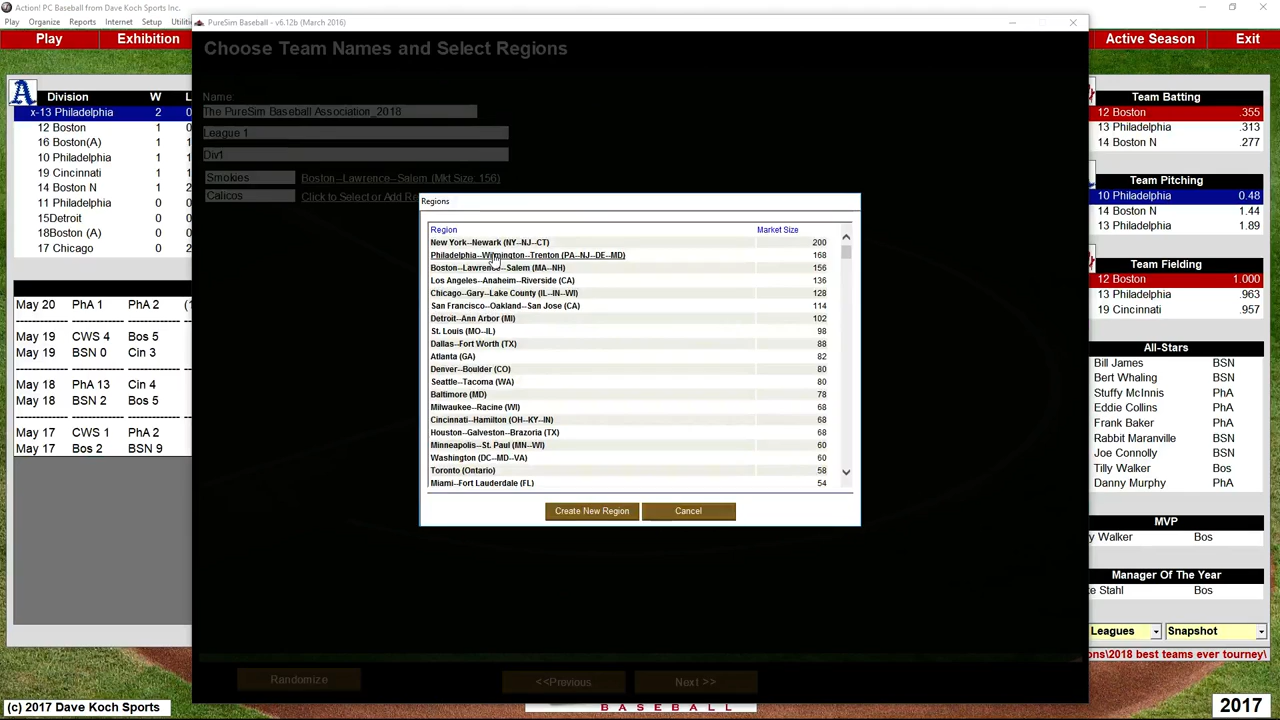 Action! PC Baseball from Dave Koch Sports Inc.
Play Organize Reports Internet Setup Utiliti
PureSim Baseball - v6.12b (March 2016)
Play Exhibition
Active Season Exit
Choose Team Names and Select Regions
Name:
The PureSim Baseball Association_2018
League 1
Div1
Smokies Boston--Lawrence--Salem (Mkt Size, 156)
Calicos Click to Select or Add Re
Division W L
x-13 Philadelphia 2 0
12 Boston 1
16 Boston(A) 1 1
10 Philadelphia 1 1
19 Cincinnati 1 1
14 Boston N 1 2
11 Philadelphia 0 0
15Detroit 0 0
18Boston (A) 0 0
17 Chicago 0
May 20 PhA 1 PhA 2 (1
------------
May 19 CWS 4 Bos 5
May 19 BSN 0 Cin 3
------------
May 18 PhA 13 Cin 4
May 18 BSN 2 Bos 5
------------
May 17 CWS 1 PhA 2
May 17 Bos 2 BSN 9
Regions
Region Market Size
New York--Newark (NY--NJ--CT) 200
Philadelphia--Wilmington--Trenton (PA--NJ--DE--MD) 168
Boston--Lawrence--Salem (MA--NH) 156
Los Angeles--Anaheim--Riverside (CA) 136
Chicago--Gary--Lake County (IL--IN--WI) 128
San Francisco--Oakland--San Jose (CA) 114
Detroit--Ann Arbor (MI) 102
St. Louis (MO--IL) 98
Dallas--Fort Worth (TX) 88
Atlanta (GA) 82
Denver--Boulder (CO) 80
Seattle--Tacoma (WA) 80
Baltimore (MD) 78
Milwaukee--Racine (WI) 68
Cincinnati--Hamilton (OH--KY--IN) 68
Houston--Galveston--Brazoria (TX) 68
Minneapolis--St. Paul (MN--WI) 60
Washington (DC--MD--VA) 60
Toronto (Ontario) 58
Miami--Fort Lauderdale (FL) 54
Create New Region Cancel
Team Batting
12 Boston .355
13 Philadelphia .313
14 Boston N .277
Team Pitching
10 Philadelphia 0.48
14 Boston N 1.44
13 Philadelphia 1.89
Team Fielding
12 Boston 1.000
13 Philadelphia .963
19 Cincinnati .957
All-Stars
Bill James BSN
Bert Whaling BSN
Stuffy McInnis PhA
Eddie Collins PhA
Frank Baker PhA
Rabbit Maranville BSN
Joe Connolly BSN
Tilly Walker Bos
Danny Murphy PhA
MVP
y Walker Bos
Manager Of The Year
e Stahl Bos
Leagues Snapshot
ons\2018 best teams ever tourney\
Randomize <<Previous Next >>
(c) 2017 Dave Koch Sports
BASEBALL
2017